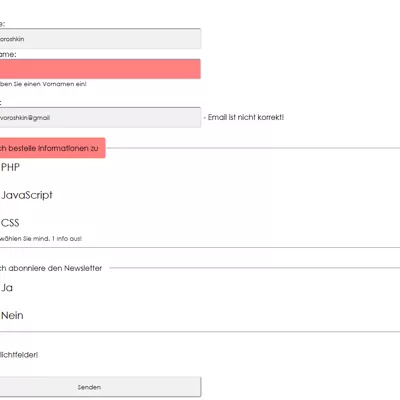 e:
oroshkin
ame:
ben Sie einen Vornamen ein!
:
voroshkin@gmail - Email ist nicht korrekt!
ch bestelle Informationen zu
PHP
JavaScript
CSS
wählen Sie mind. 1 Info aus!
ch abonniere den Newsletter
Ja
Nein
lichtfelder!
Senden